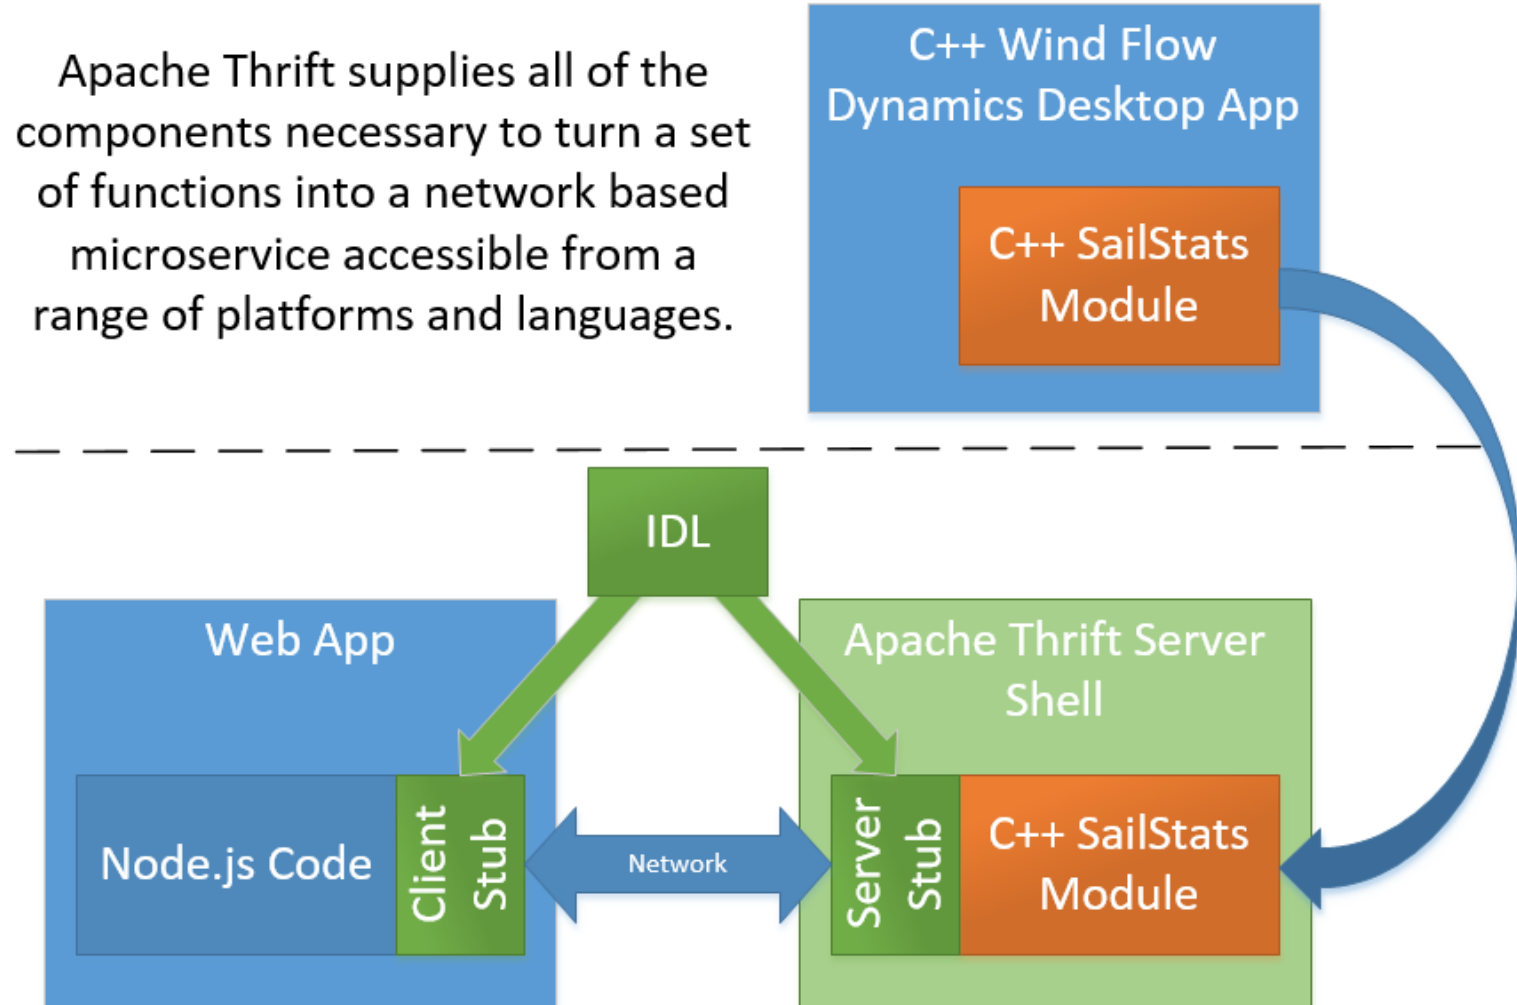 Apache Thrift supplies all of the
components necessary to turn a set
of functions into a network based
microservice accessible from a
range of platforms and languages.
C++ Wind Flow
Dynamics Desktop App
C++ SailStats
Module
IDL
Web App
Node.js Code
Client
Stub
Network
Apache Thrift Server
Shell
Server
Stub
C++ SailStats
Module